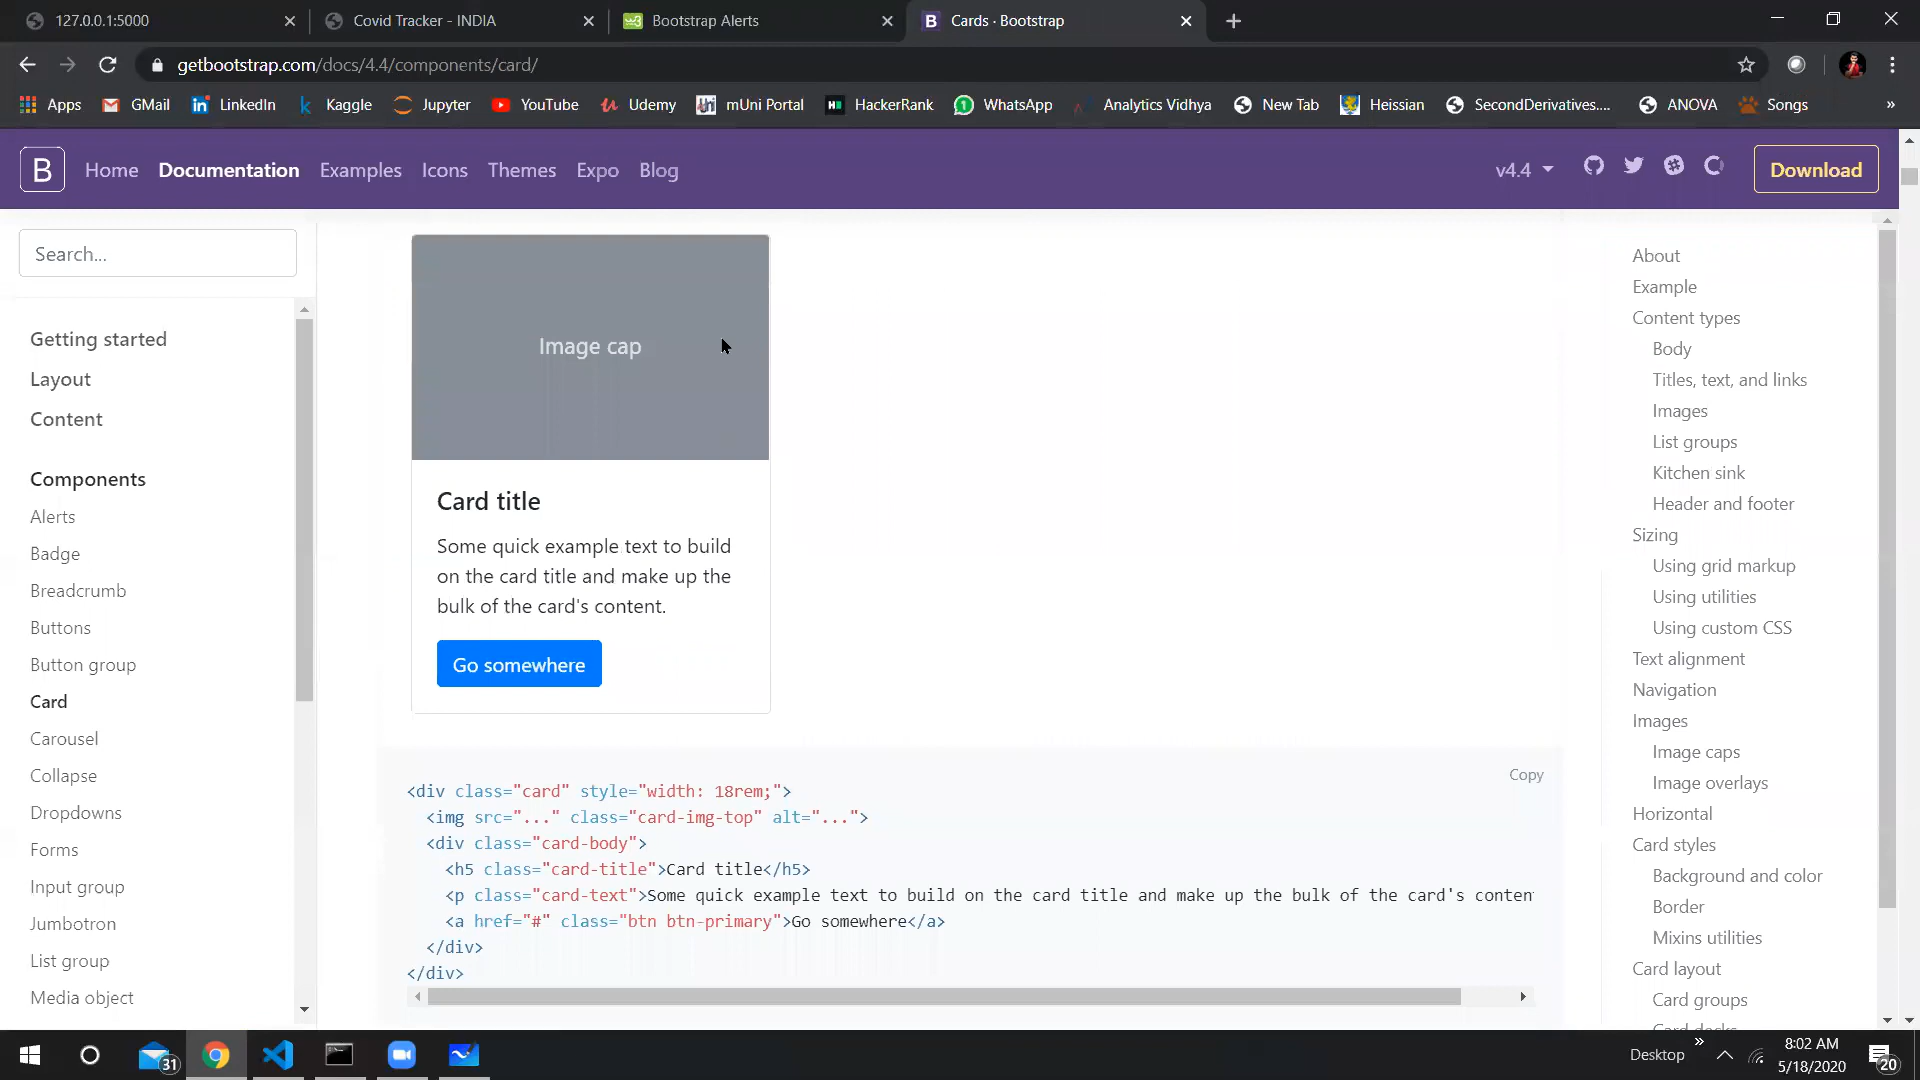 127.0.0.1:5000
Covid Tracker - INDIA
Bootstrap Alerts
B Cards · Bootstrap
getbootstrap.com/docs/4.4/components/card/
Apps GMail LinkedIn Kaggle Jupyter YouTube Udemy mUni Portal HackerRank WhatsApp Analytics Vidhya New Tab Heissian SecondDerivatives.... ANOVA Songs »
B Home Documentation Examples Icons Themes Expo Blog v4.4 Download
Search...
Getting started
Layout
Content
Components
Alerts
Badge
Breadcrumb
Buttons
Button group
Card
Carousel
Collapse
Dropdowns
Forms
Input group
Jumbotron
List group
Media object
Image cap
Card title
Some quick example text to build
on the card title and make up the
bulk of the card's content.
Go somewhere
Copy
<div class="card" style="width: 18rem;">
<img src="..." class="card-img-top" alt="...">
<div class="card-body">
<h5 class="card-title">Card title</h5>
<p class="card-text">Some quick example text to build on the card title and make up the bulk of the card's conten
<a href="#" class="btn btn-primary">Go somewhere</a>
</div>
</div>
About
Example
Content types
Body
Titles, text, and links
Images
List groups
Kitchen sink
Header and footer
Sizing
Using grid markup
Using utilities
Using custom CSS
Text alignment
Navigation
Images
Image caps
Image overlays
Horizontal
Card styles
Background and color
Border
Mixins utilities
Card layout
Card groups
Card decks
31
Desktop »
8:02 AM
5/18/2020
20